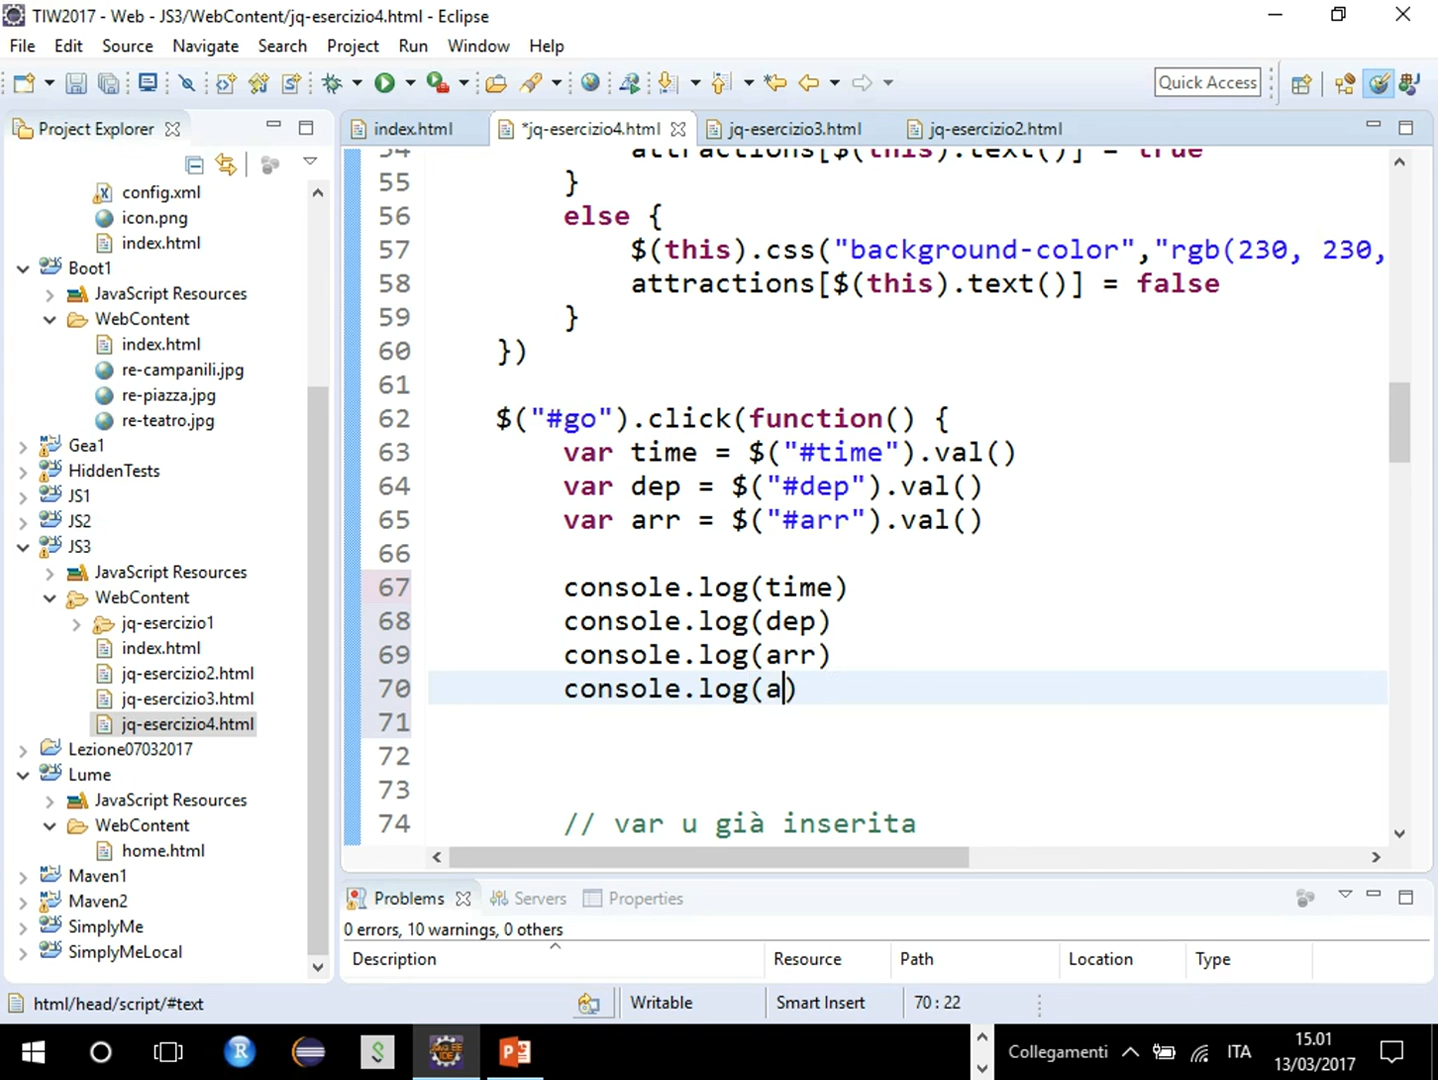 TIW2017 - Web - JS3/WebContent/jq-esercizio4.html - Eclipse
File Edit Source Navigate Search Project Run Window Help
Quick Access
Project Explorer
index.html *jq-esercizio4.html jq-esercizio3.html jq-esercizio2.html
config.xml
icon.png
index.html
Boot1
JavaScript Resources
WebContent
index.html
re-campanili.jpg
re-piazza.jpg
re-teatro.jpg
Gea1
HiddenTests
JS1
JS2
JS3
JavaScript Resources
WebContent
jq-esercizio1
index.html
jq-esercizio2.html
jq-esercizio3.html
jq-esercizio4.html
Lezione07032017
Lume
JavaScript Resources
WebContent
home.html
Maven1
Maven2
SimplyMe
SimplyMeLocal
54 attractions[$(this).text()] = true
55 }
56 else {
57 $(this).css("background-color","rgb(230, 230,
58 attractions[$(this).text()] = false
59 }
60 })
61
62 $("#go").click(function() {
63 var time = $("#time").val()
64 var dep = $("#dep").val()
65 var arr = $("#arr").val()
66
67 console.log(time)
68 console.log(dep)
69 console.log(arr)
70 console.log(a)
71
72
73
74 // var u già inserita
Problems Servers Properties
0 errors, 10 warnings, 0 others
Description Resource Path Location Type
html/head/script/#text Writable Smart Insert 70 : 22
Collegamenti ITA 15.01
13/03/2017